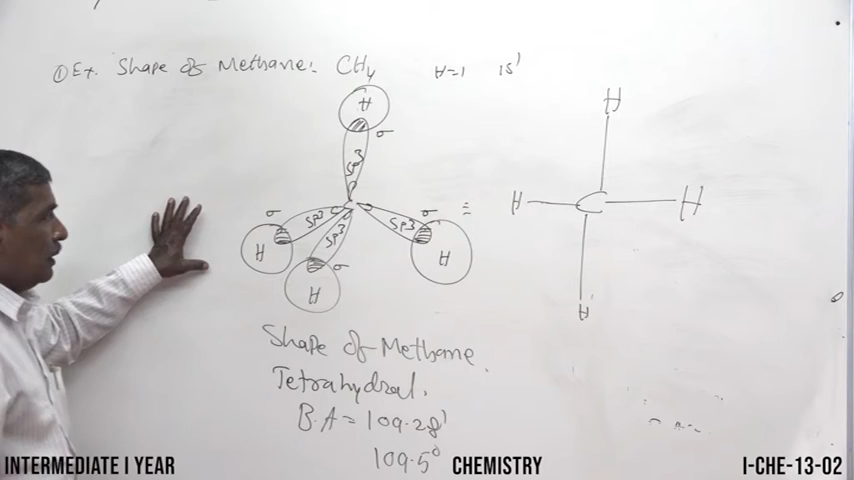 ① Ex. Shape of Methane:. CH4 H=1 1s¹
H
σ
sp3
C
σ sp3 H
sp3 σ H
sp3 σ H
=
H
H C H
H
Shape of Methane.
Tetrahydral.
B.A = 109.28'
109.5°
INTERMEDIATE I YEAR CHEMISTRY I-CHE-13-02